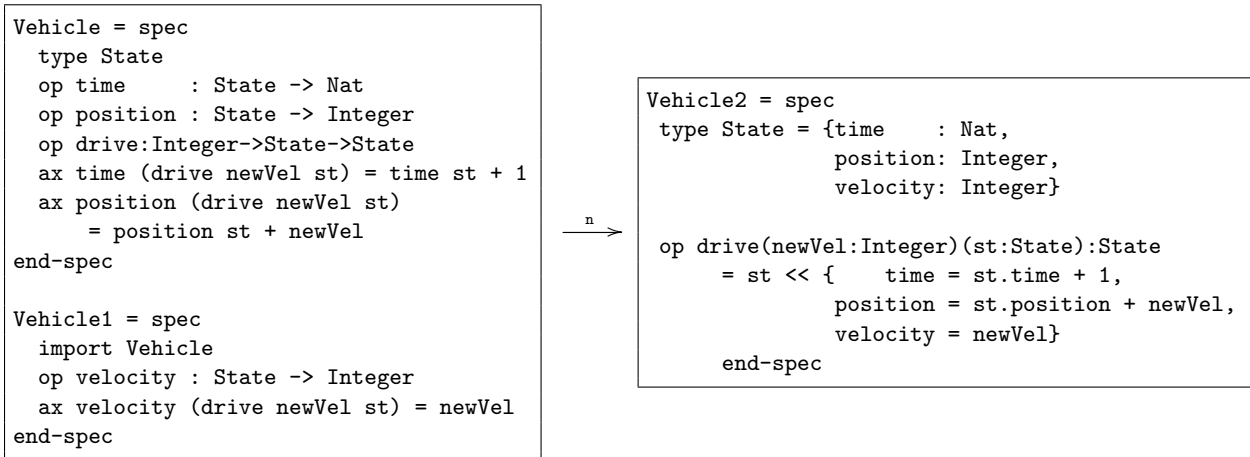 Vehicle = spec
  type State
  op time     : State -> Nat
  op position : State -> Integer
  op drive:Integer->State->State
  ax time (drive newVel st) = time st + 1
  ax position (drive newVel st)
       = position st + newVel
end-spec

Vehicle1 = spec
  import Vehicle
  op velocity : State -> Integer
  ax velocity (drive newVel st) = newVel
end-spec
n
Vehicle2 = spec
 type State = {time    : Nat,
               position: Integer,
               velocity: Integer}

 op drive(newVel:Integer)(st:State):State
      = st << {    time = st.time + 1,
               position = st.position + newVel,
               velocity = newVel}
      end-spec